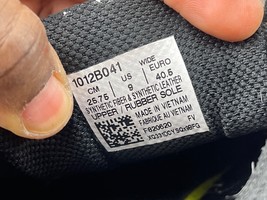 1012B041
WIDE
CM US EURO
25.75 9 40.5
SYNTHETIC FIBER & SYNTHETIC LEATHER
UPPER / RUBBER SOLE
MADE IN VIETNAM
FABRIQUE AU VIETNAM
F820620 FV